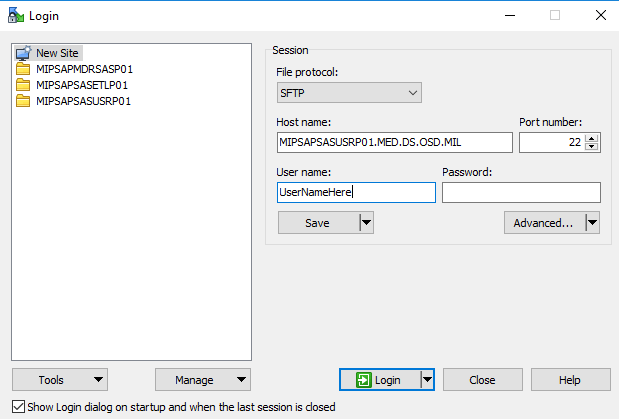 Login
New Site
MIPSAPMDRSASP01
MIPSAPSASETLP01
MIPSAPSASUSRP01
Session
File protocol:
SFTP
Host name:
Port number:
MIPSAPSASUSRP01.MED.DS.OSD.MIL
22
User name:
Password:
UserNameHere
Save
Advanced...
Tools
Manage
Login
Close
Help
Show Login dialog on startup and when the last session is closed